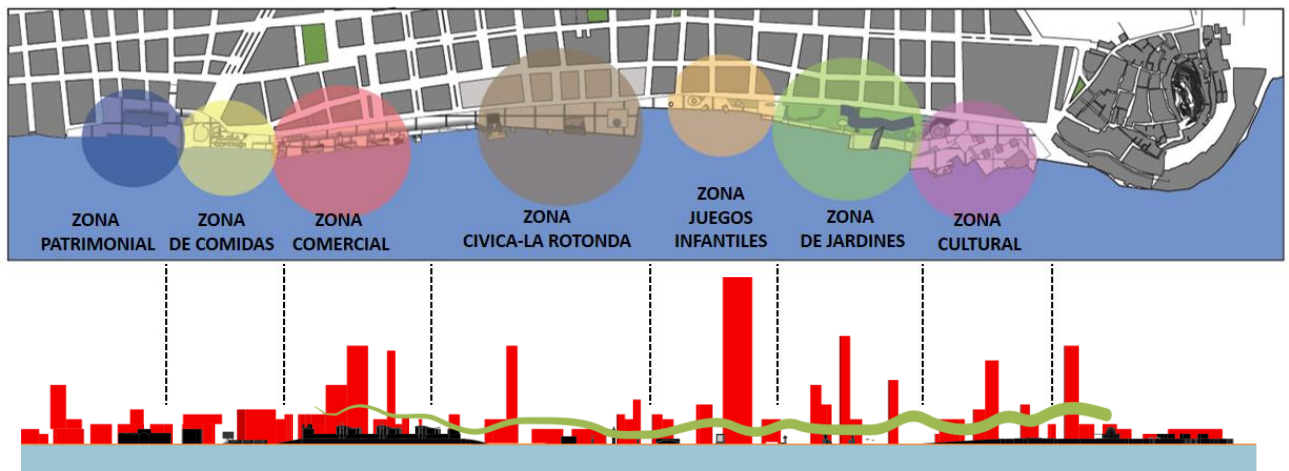 ZONA
PATRIMONIAL
ZONA
DE COMIDAS
ZONA
COMERCIAL
ZONA
CIVICA-LA ROTONDA
ZONA
JUEGOS
INFANTILES
ZONA
DE JARDINES
ZONA
CULTURAL